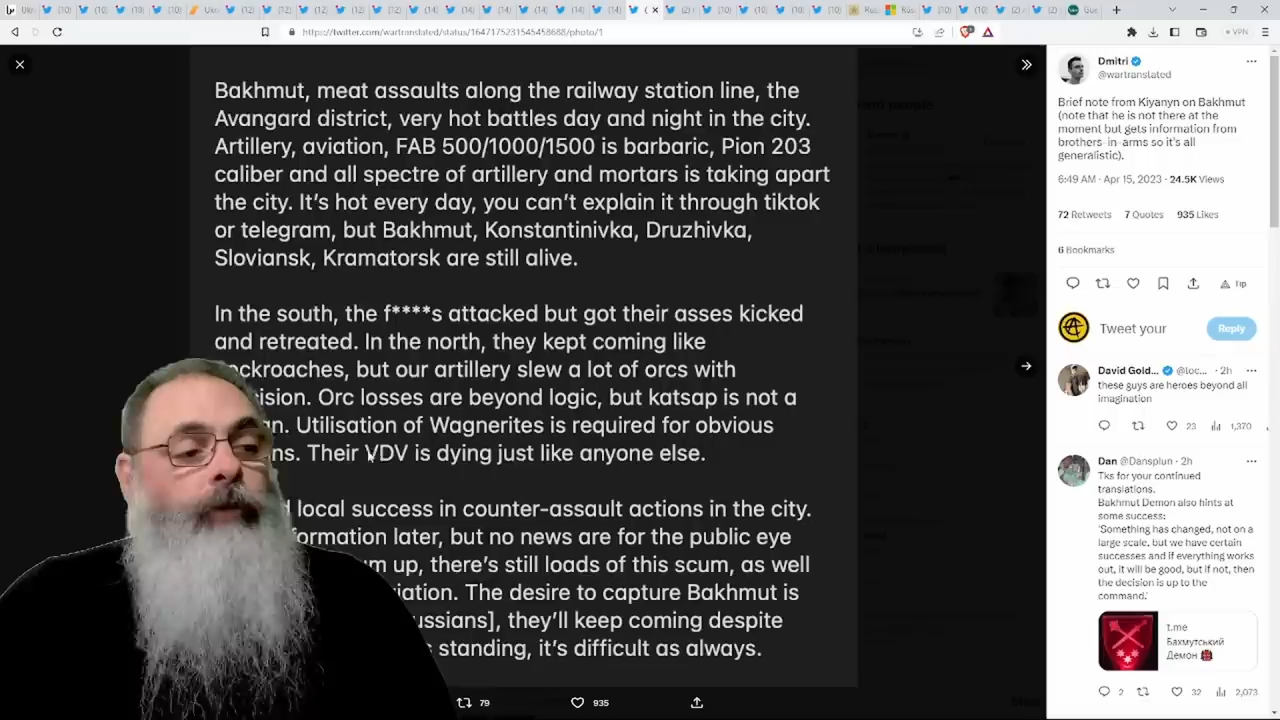 https://twitter.com/wartranslated/status/1647175231545458688/photo/1
VPN
Bakhmut, meat assaults along the railway station line, the
Avangard district, very hot battles day and night in the city.
Artillery, aviation, FAB 500/1000/1500 is barbaric, Pion 203
caliber and all spectre of artillery and mortars is taking apart
the city. It's hot every day, you can't explain it through tiktok
or telegram, but Bakhmut, Konstantinivka, Druzhivka,
Sloviansk, Kramatorsk are still alive.
In the south, the f****s attacked but got their asses kicked
and retreated. In the north, they kept coming like
ockroaches, but our artillery slew a lot of orcs with
ision. Orc losses are beyond logic, but katsap is not a
n. Utilisation of Wagnerites is required for obvious
ns. Their VDV is dying just like anyone else.
local success in counter-assault actions in the city.
formation later, but no news are for the public eye
m up, there's still loads of this scum, as well
iation. The desire to capture Bakhmut is
ussians], they'll keep coming despite
standing, it's difficult as always.
79
935
Dmitri
@wartranslated
Brief note from Kiyanyn on Bakhmut
(note that he is not there at the
moment but gets information from
brothers-in-arms so it's all
generalistic).
6:49 AM · Apr 15, 2023 · 24.5K Views
72 Retweets 7 Quotes 935 Likes
6 Bookmarks
Tip
Tweet your
Reply
David Gold... @loc... · 2h
these guys are heroes beyond all
imagination
23
1,370
Dan @Dansplun · 2h
Tks for your continued
translations.
Bakhmut Demon also hints at
some success:
'Something has changed, not on a
large scale, but we have certain
successes and if everything works
out, it will be good, but if not, then
the decision is up to the
command.'
t.me
Бахмутський
Демон
2
32
2,073